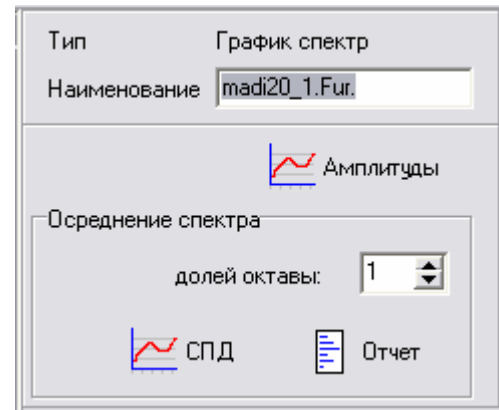 Тип График спектр
Наименование madi20_1.Fur.
Амплитуды
Осреднение спектра
долей октавы: 1
СПД Отчет